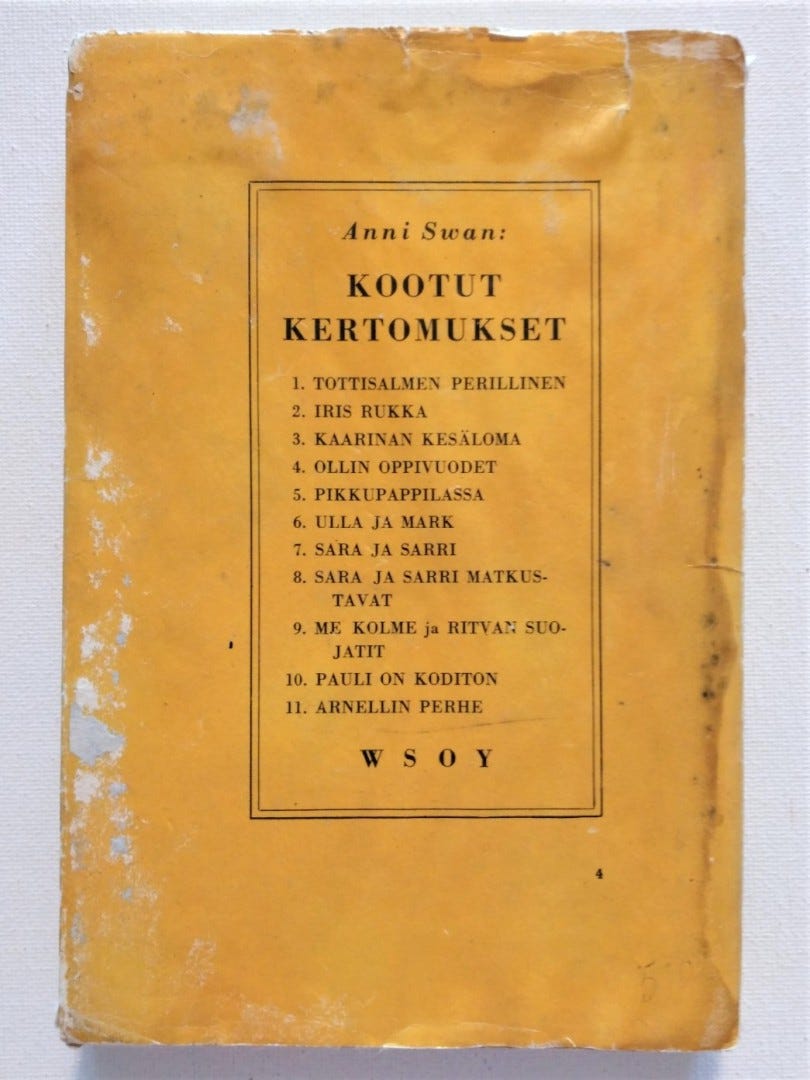 Anni Swan:
KOOTUT
KERTOMUKSET
1. TOTTISALMEN PERILLINEN
2. IRIS RUKKA
3. KAARINAN KESÄLOMA
4. OLLIN OPPIVUODET
5. PIKKUPAPPILASSA
6. ULLA JA MARK
7. SARA JA SARRI
8. SARA JA SARRI MATKUS-
TAVAT
9. ME KOLME ja RITVAN SUO-
JATIT
10. PAULI ON KODITON
11. ARNELLIN PERHE
WSOY
4